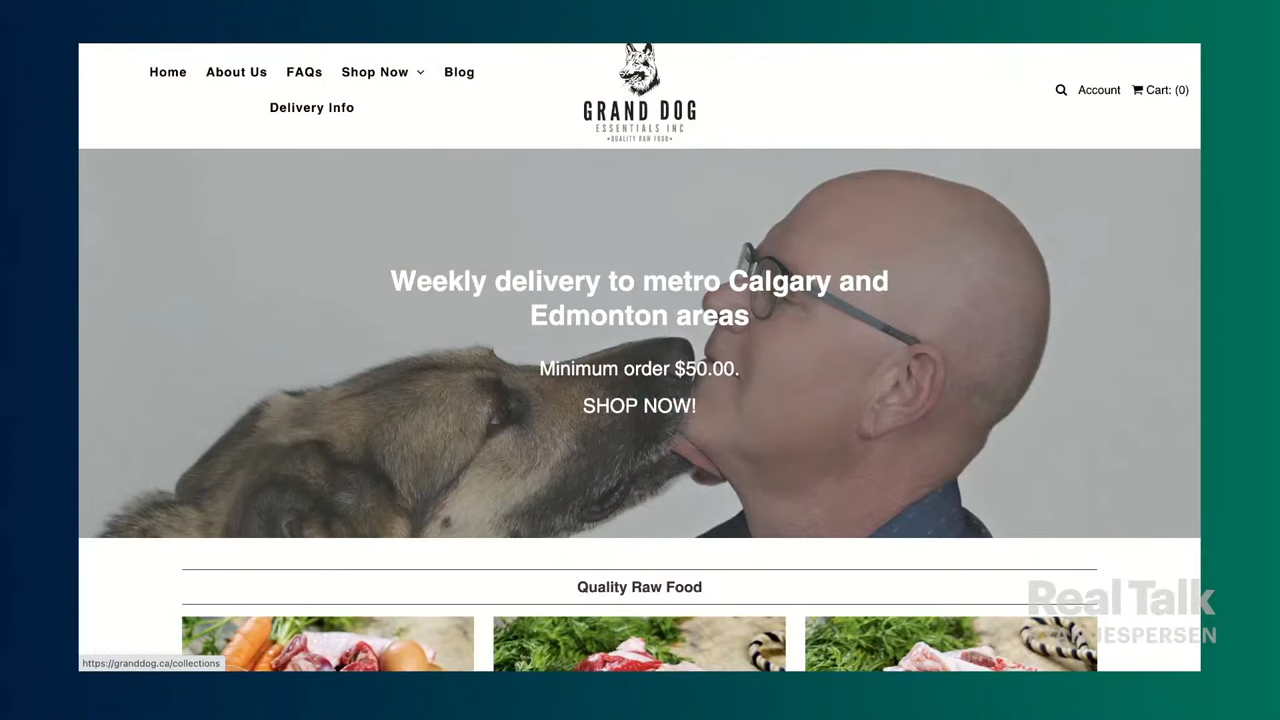 Home About Us FAQs Shop Now Blog
Delivery Info
GRAND DOG
ESSENTIALS INC
•QUALITY RAW FOOD•
Account Cart: (0)
Weekly delivery to metro Calgary and
Edmonton areas
Minimum order $50.00.
SHOP NOW!
Quality Raw Food
Real Talk
JESPERSEN
https://granddog.ca/collections